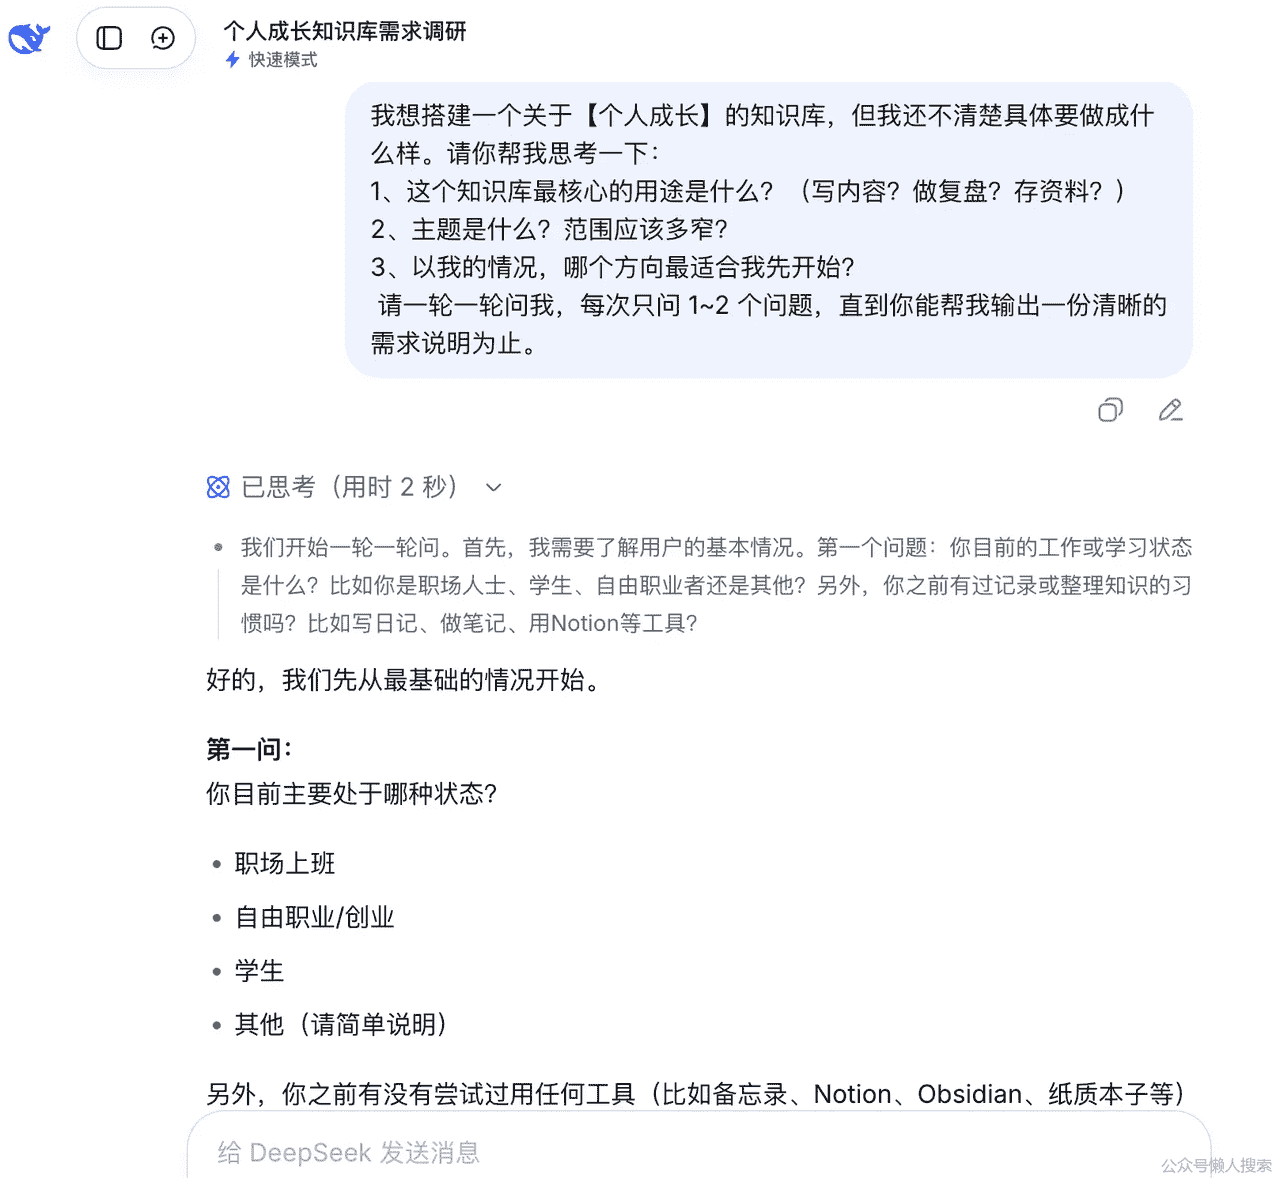 个人成长知识库需求调研
快速模式
我想搭建一个关于【个人成长】的知识库，但我还不清楚具体要做成什
么样。请你帮我思考一下：
1、这个知识库最核心的用途是什么？（写内容？做复盘？存资料？）
2、主题是什么？范围应该多窄？
3、以我的情况，哪个方向最适合我先开始？
请一轮一轮问我，每次只问 1~2 个问题，直到你能帮我输出一份清晰的
需求说明为止。
已思考（用时 2 秒）
我们开始一轮一轮问。首先，我需要了解用户的基本情况。第一个问题：你目前的工作或学习状态
是什么？比如你是职场人士、学生、自由职业者还是其他？另外，你之前有过记录或整理知识的习
惯吗？比如写日记、做笔记、用Notion等工具？
好的，我们先从最基础的情况开始。
第一问：
你目前主要处于哪种状态？
• 职场上班
• 自由职业/创业
• 学生
• 其他（请简单说明）
另外，你之前有没有尝试过用任何工具（比如备忘录、Notion、Obsidian、纸质本子等）
给 DeepSeek 发送消息
公众号懒人搜索